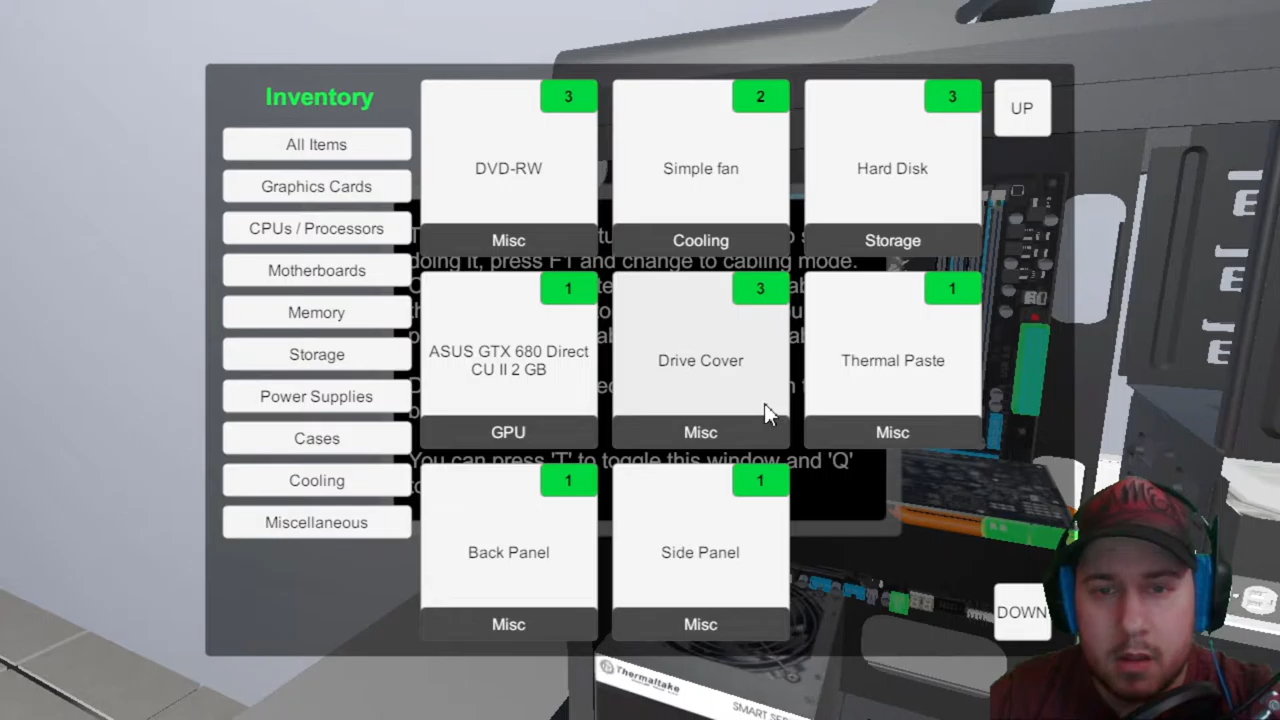 Inventory
All Items
Graphics Cards
CPUs / Processors
Motherboards
Memory
Storage
Power Supplies
Cases
Cooling
Miscellaneous
3
DVD-RW
Misc
2
Simple fan
Cooling
3
Hard Disk
Storage
UP
doing it, press F1 and change to cabling mode.
1
ASUS GTX 680 Direct
CU II 2 GB
GPU
3
Drive Cover
Misc
1
Thermal Paste
Misc
You can press 'T' to toggle this window and 'Q'
1
Back Panel
Misc
1
Side Panel
Misc
DOWN
Thermaltake
SMART SE